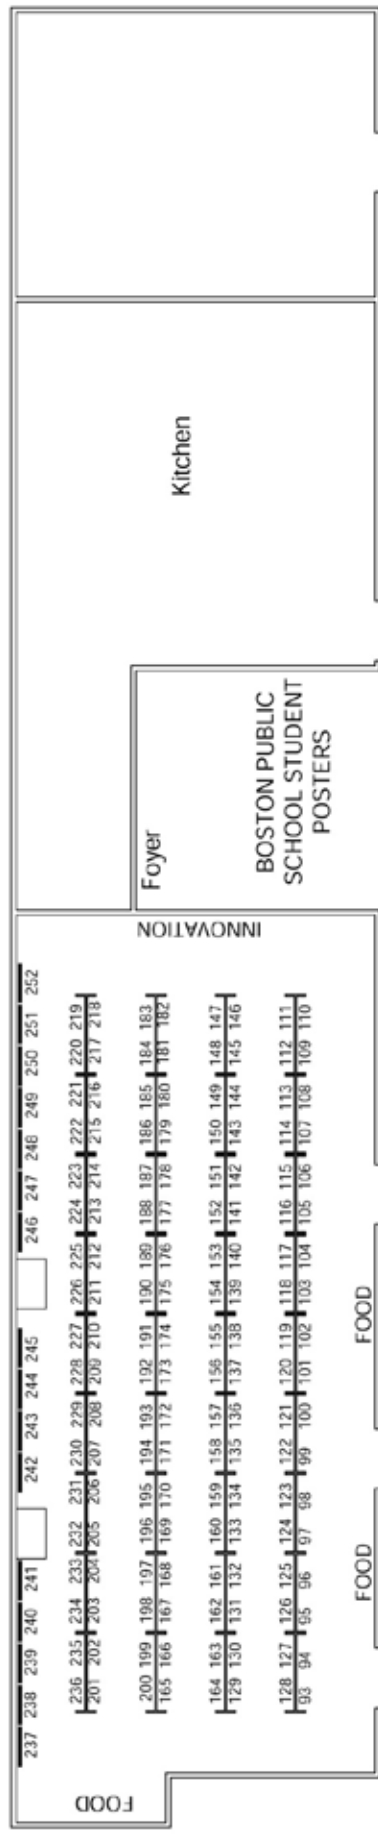 237 238 239 240 241 242 243 244 245 246 247 248 249 250 251 252
236 235 234 233 232 231 230 229 228 227 226 225 224 223 222 221 220 219
201 202 203 204 205 206 207 208 209 210 211 212 213 214 215 216 217 218
200 199 198 197 196 195 194 193 192 191 190 189 188 187 186 185 184 183
165 166 167 168 169 170 171 172 173 174 175 176 177 178 179 180 181 182
164 163 162 161 160 159 158 157 156 155 154 153 152 151 150 149 148 147
129 130 131 132 133 134 135 136 137 138 139 140 141 142 143 144 145 146
128 127 126 125 124 123 122 121 120 119 118 117 116 115 114 113 112 111
93 94 95 96 97 98 99 100 101 102 103 104 105 106 107 108 109 110
FOOD
FOOD
FOOD
INNOVATION
Foyer
BOSTON PUBLIC
SCHOOL STUDENT
POSTERS
Kitchen